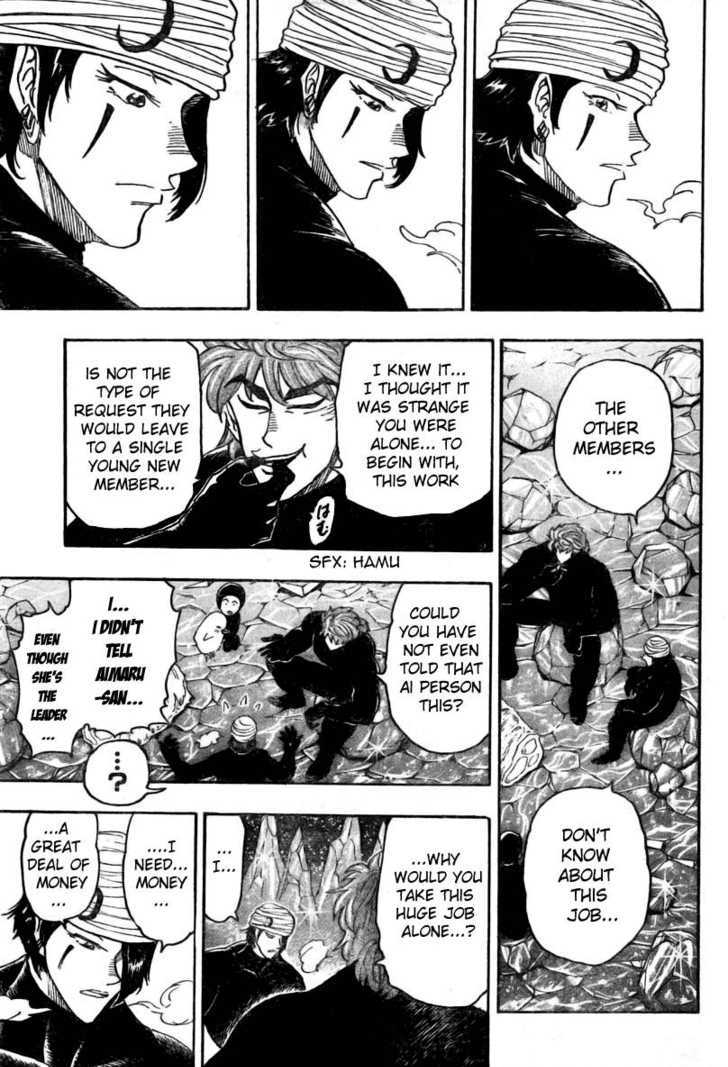 THE
OTHER
MEMBERS
...
DON'T
KNOW
ABOUT
THIS
JOB...
I KNEW IT...
I THOUGHT IT
WAS STRANGE
YOU WERE
ALONE... TO
BEGIN WITH,
THIS WORK
IS NOT THE
TYPE OF
REQUEST THEY
WOULD LEAVE
TO A SINGLE
YOUNG NEW
MEMBER...
はむ
SFX: HAMU
COULD
YOU HAVE
NOT EVEN
TOLD THAT
AI PERSON
THIS?
I...
I DIDN'T
TELL
AIMARU
-SAN...
EVEN
THOUGH
SHE'S
THE
LEADER
...
...?
...WHY
WOULD YOU
TAKE THIS
HUGE JOB
ALONE...?
...
I...
....I
NEED...
MONEY
...
...A
GREAT
DEAL OF
MONEY
...